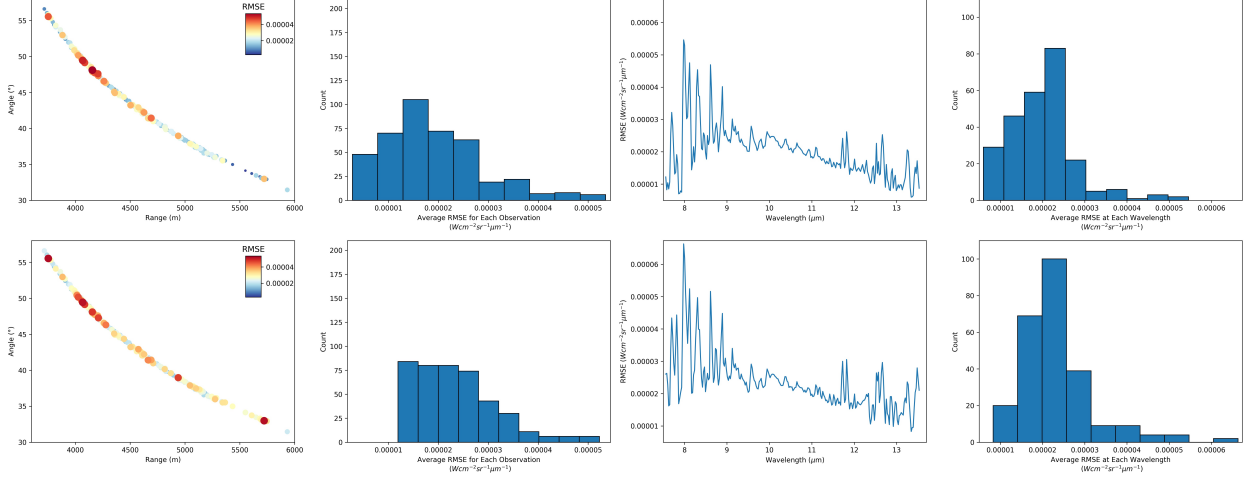 RMSE
0.00004
0.00002
55
50
45
40
35
30
Angle (°)
4000 4500 5000 5500 6000
Range (m)
200
175
150
125
100
75
50
25
0
Count
0.00001 0.00002 0.00003 0.00004 0.00005
Average RMSE for Each Observation
(Wcm⁻²sr⁻¹μm⁻¹)
0.00006
0.00005
0.00004
0.00003
0.00002
0.00001
RMSE (Wcm⁻²sr⁻¹μm⁻¹)
8 9 10 11 12 13
Wavelength (μm)
100
80
60
40
20
0
Count
0.00001 0.00002 0.00003 0.00004 0.00005 0.00006
Average RMSE at Each Wavelength
(Wcm⁻²sr⁻¹μm⁻¹)
RMSE
0.00004
0.00002
55
50
45
40
35
30
Angle (°)
4000 4500 5000 5500 6000
Range (m)
200
175
150
125
100
75
50
25
0
Count
0.00001 0.00002 0.00003 0.00004 0.00005
Average RMSE for Each Observation
(Wcm⁻²sr⁻¹μm⁻¹)
0.00006
0.00005
0.00004
0.00003
0.00002
0.00001
RMSE (Wcm⁻²sr⁻¹μm⁻¹)
8 9 10 11 12 13
Wavelength (μm)
100
80
60
40
20
0
Count
0.00001 0.00002 0.00003 0.00004 0.00005 0.00006
Average RMSE at Each Wavelength
(Wcm⁻²sr⁻¹μm⁻¹)